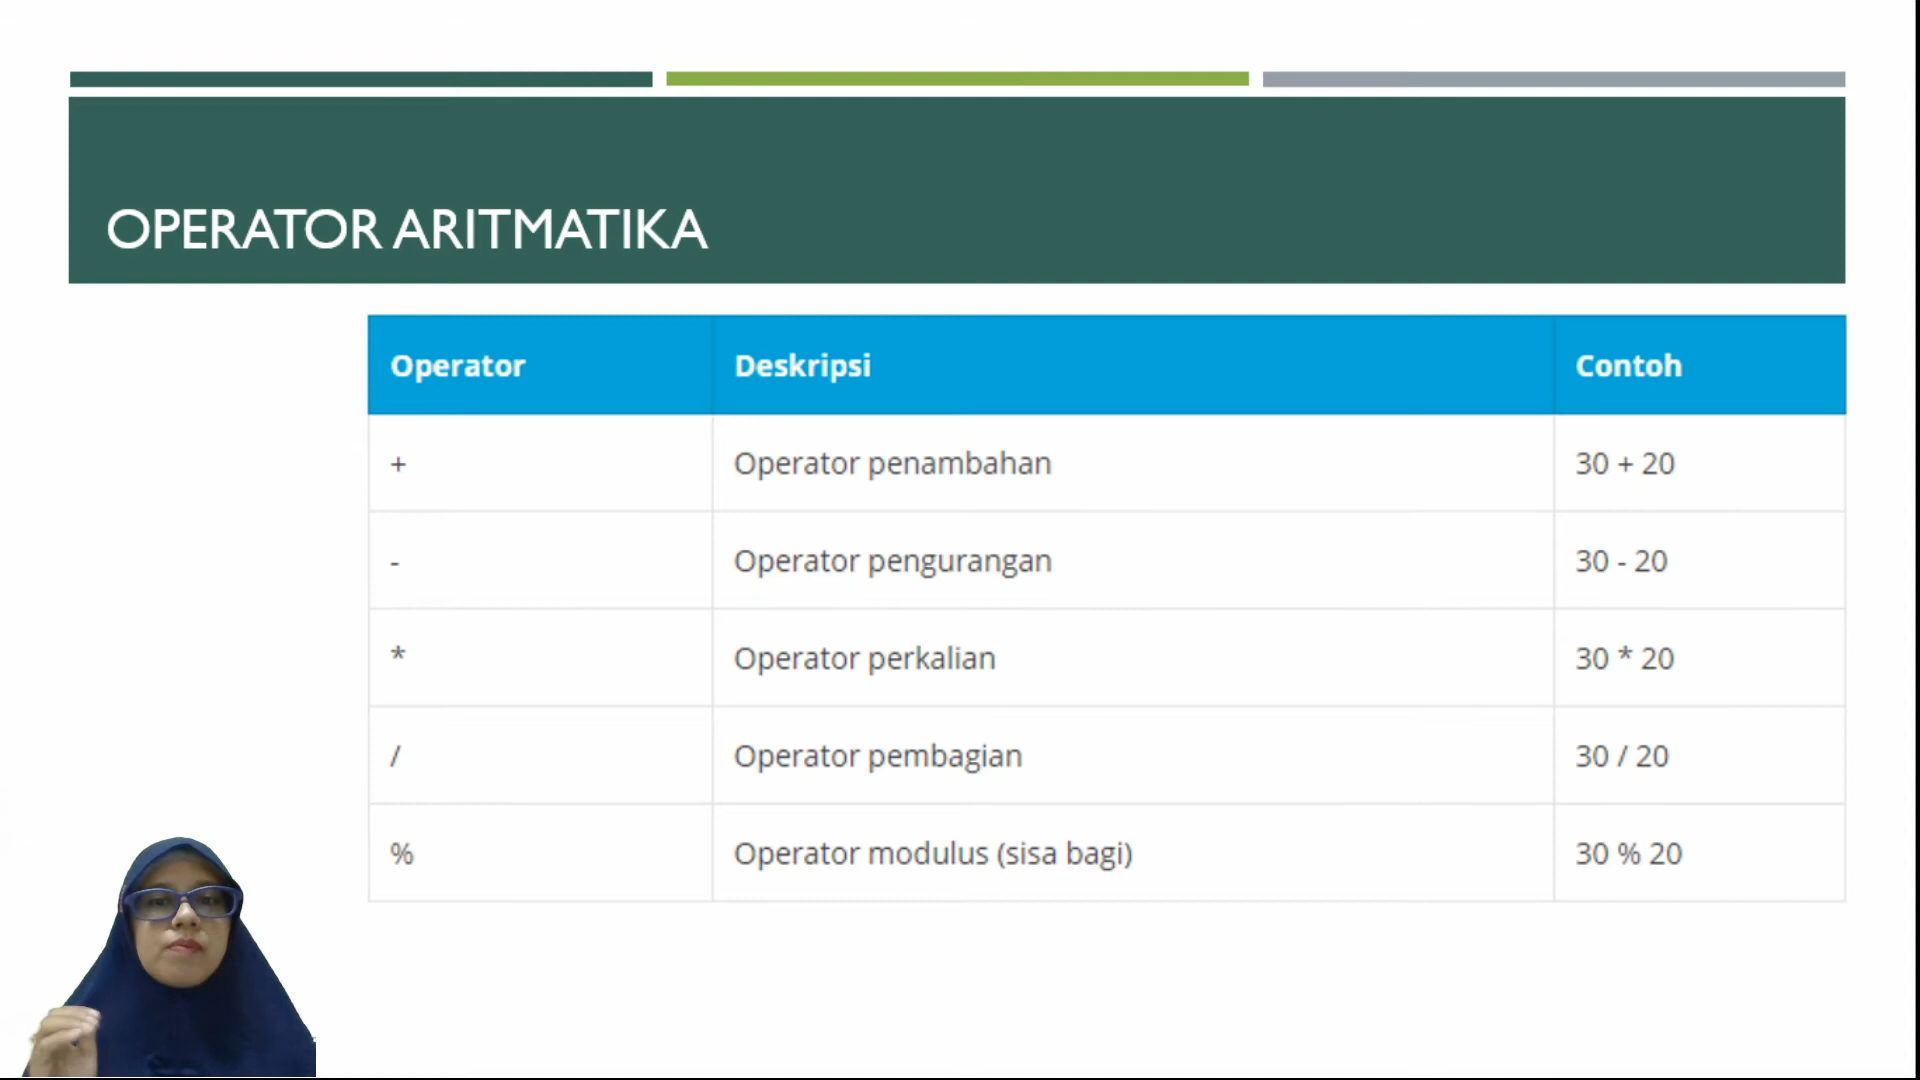 OPERATOR ARITMATIKA
Operator Deskripsi Contoh
+ Operator penambahan 30 + 20
- Operator pengurangan 30 - 20
* Operator perkalian 30 * 20
/ Operator pembagian 30 / 20
% Operator modulus (sisa bagi) 30 % 20